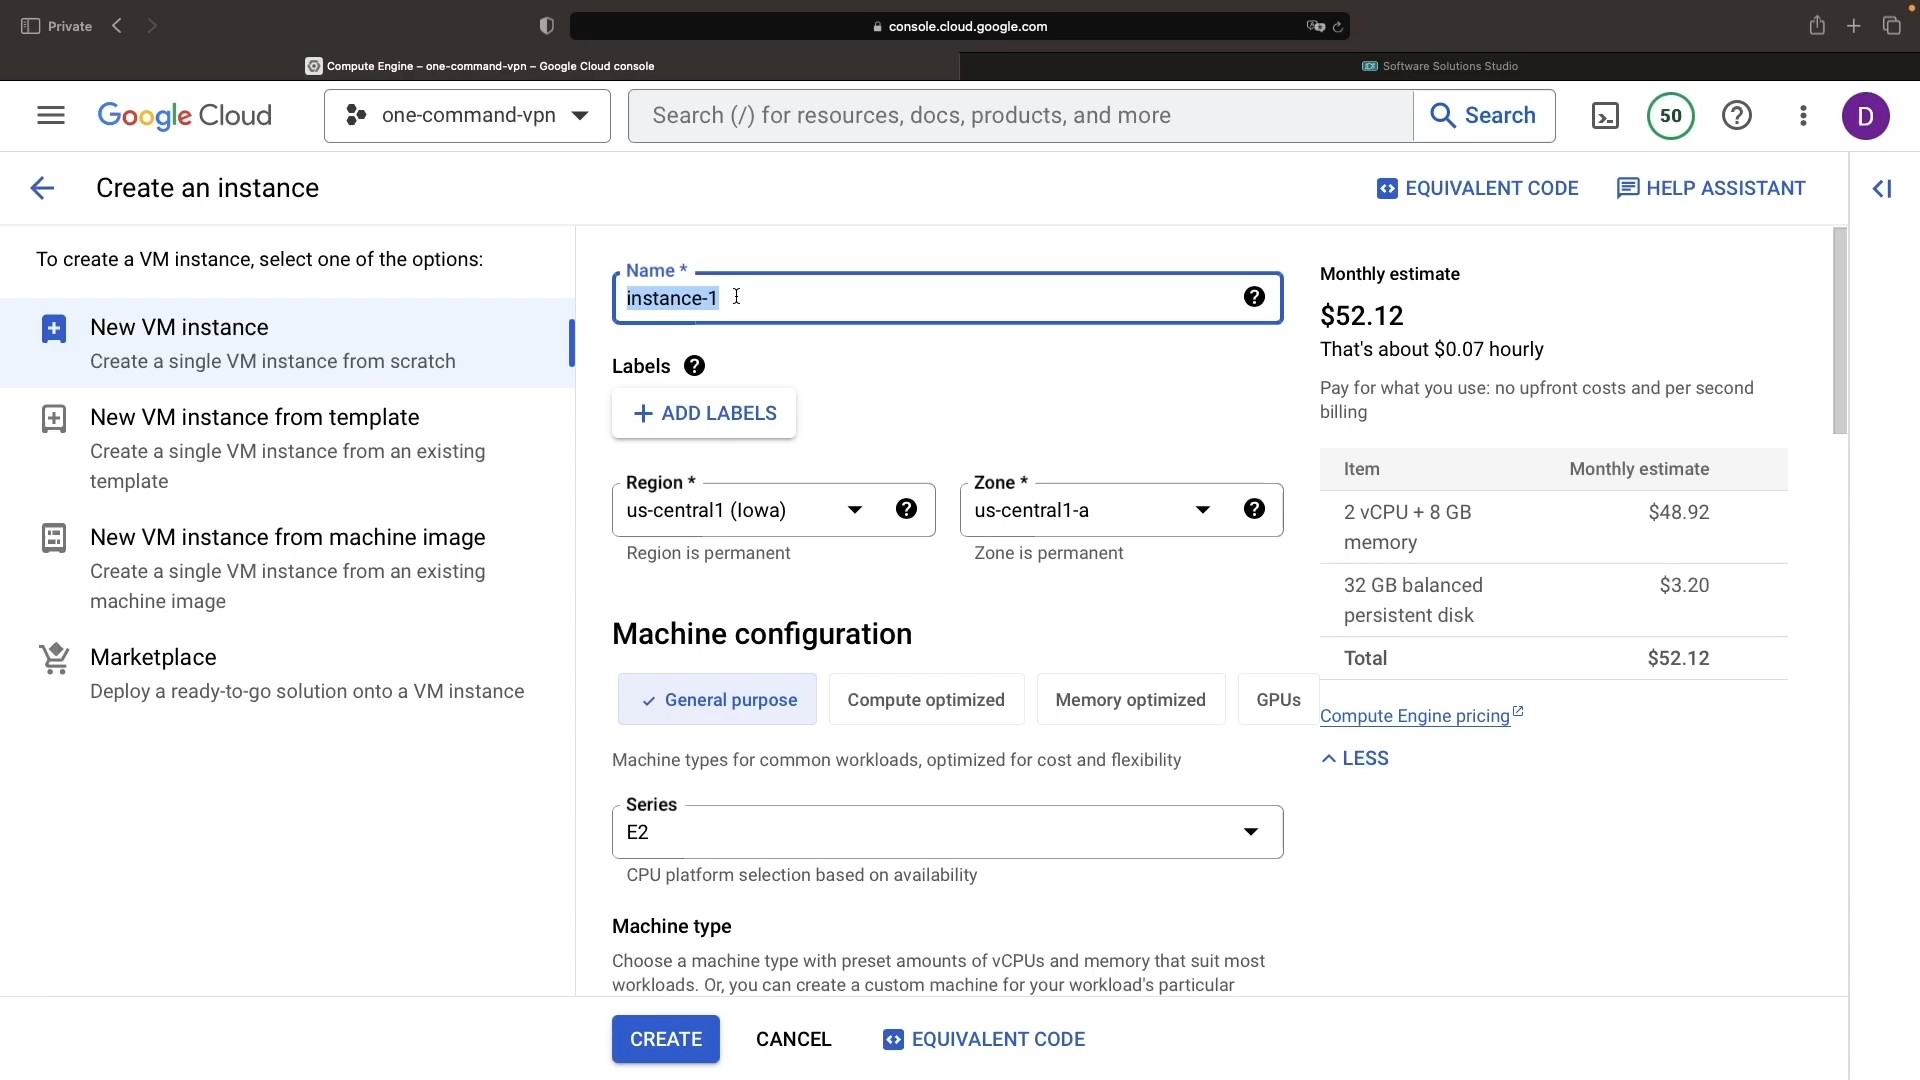 Private
console.cloud.google.com
Compute Engine – one-command-vpn – Google Cloud console
Software Solutions Studio
Google Cloud
one-command-vpn
Search (/) for resources, docs, products, and more
Search
50
D
Create an instance
EQUIVALENT CODE
HELP ASSISTANT
To create a VM instance, select one of the options:
New VM instance
Create a single VM instance from scratch
New VM instance from template
Create a single VM instance from an existing
template
New VM instance from machine image
Create a single VM instance from an existing
machine image
Marketplace
Deploy a ready-to-go solution onto a VM instance
Name *
instance-1
Labels
ADD LABELS
Region *
us-central1 (Iowa)
Region is permanent
Zone *
us-central1-a
Zone is permanent
Machine configuration
General purpose
Compute optimized
Memory optimized
GPUs
Machine types for common workloads, optimized for cost and flexibility
Series
E2
CPU platform selection based on availability
Machine type
Choose a machine type with preset amounts of vCPUs and memory that suit most
workloads. Or, you can create a custom machine for your workload's particular
CREATE
CANCEL
EQUIVALENT CODE
Monthly estimate
$52.12
That's about $0.07 hourly
Pay for what you use: no upfront costs and per second
billing
Item Monthly estimate
2 vCPU + 8 GB $48.92
memory
32 GB balanced $3.20
persistent disk
Total $52.12
Compute Engine pricing
LESS